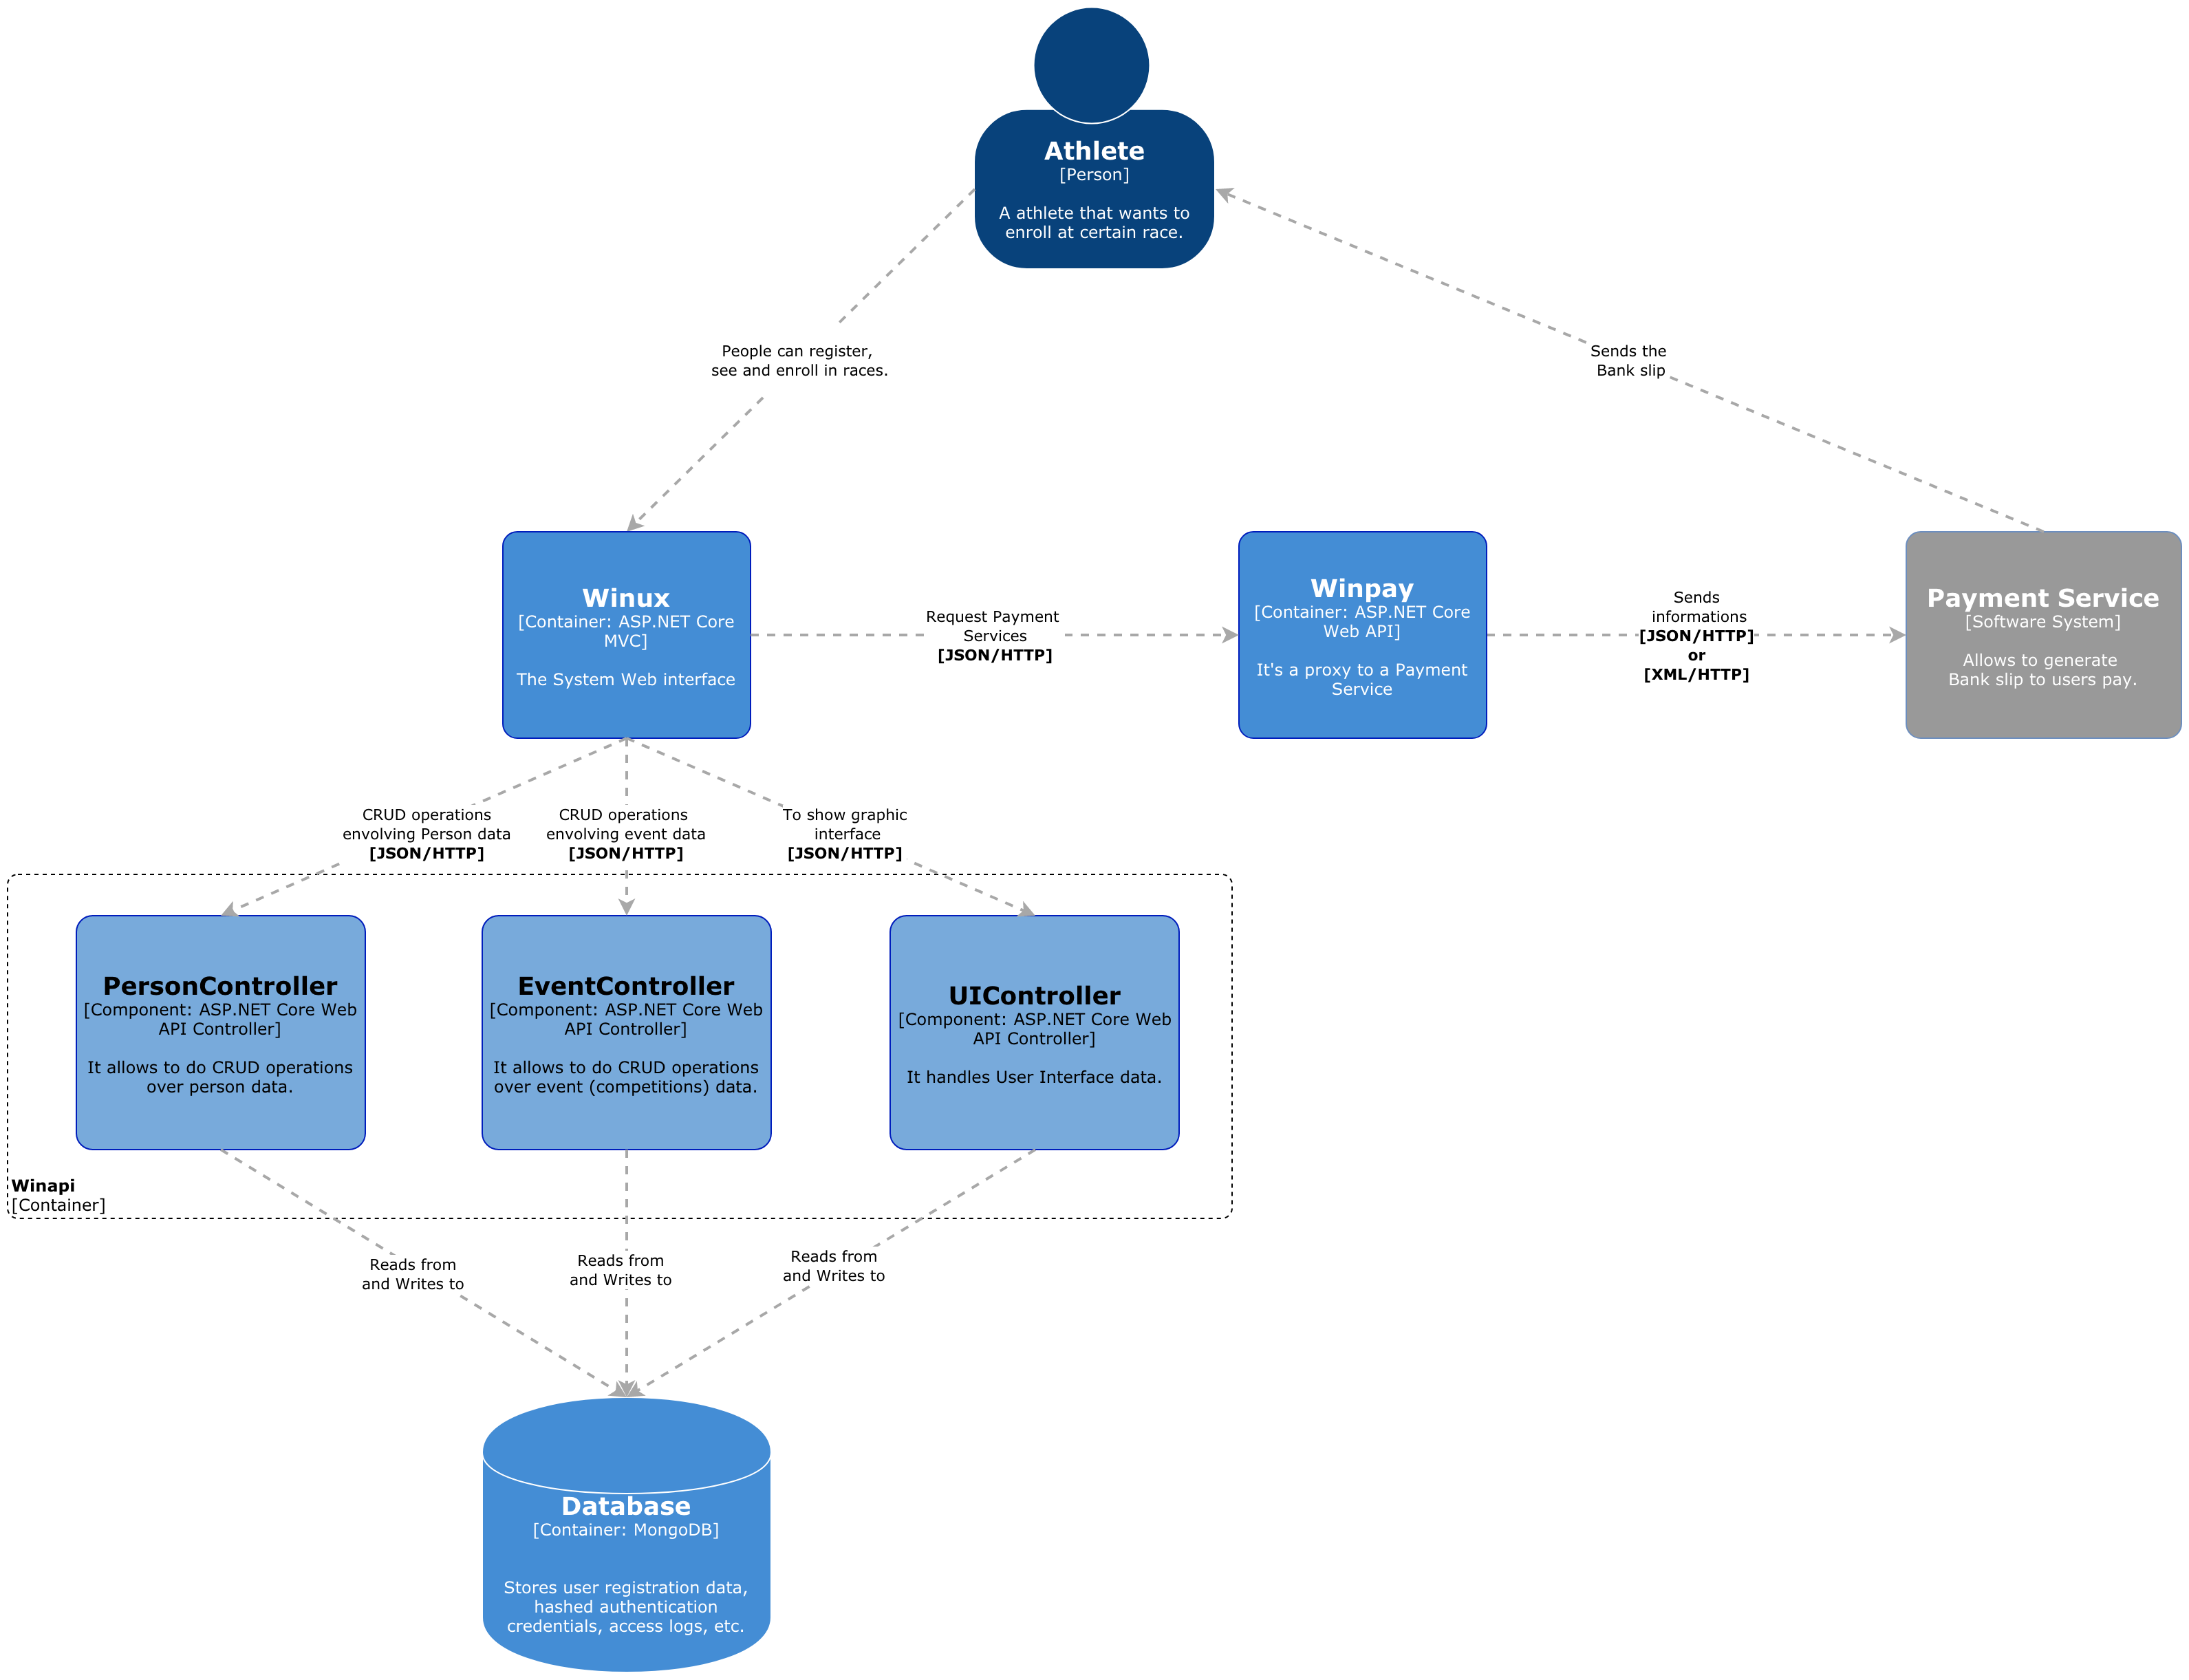 Athlete
[Person]
A athlete that wants to
enroll at certain race.
People can register,
see and enroll in races.
Sends the
Bank slip
Winux
[Container: ASP.NET Core
MVC]
The System Web interface
Request Payment
Services
[JSON/HTTP]
Winpay
[Container: ASP.NET Core
Web API]
It's a proxy to a Payment
Service
Sends
informations
[JSON/HTTP]
or
[XML/HTTP]
Payment Service
[Software System]
Allows to generate
Bank slip to users pay.
CRUD operations
envolving Person data
[JSON/HTTP]
CRUD operations
envolving event data
[JSON/HTTP]
To show graphic
interface
[JSON/HTTP]
PersonController
[Component: ASP.NET Core Web
API Controller]
It allows to do CRUD operations
over person data.
EventController
[Component: ASP.NET Core Web
API Controller]
It allows to do CRUD operations
over event (competitions) data.
UIController
[Component: ASP.NET Core Web
API Controller]
It handles User Interface data.
Winapi
[Container]
Reads from
and Writes to
Reads from
and Writes to
Reads from
and Writes to
Database
[Container: MongoDB]
Stores user registration data,
hashed authentication
credentials, access logs, etc.